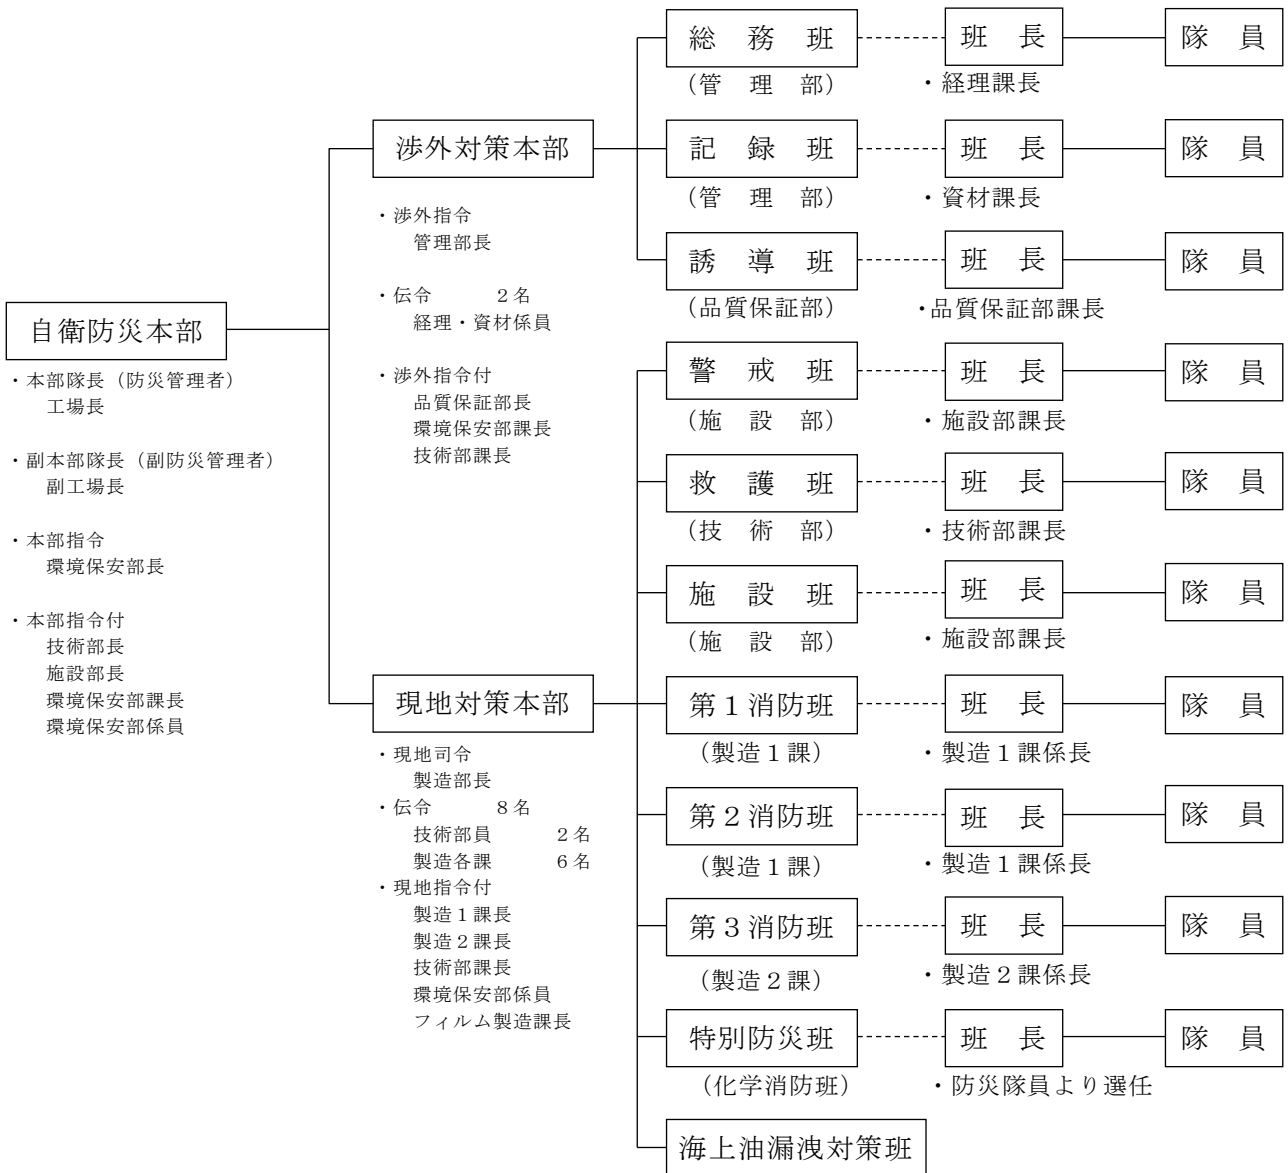 自衛防災本部
・本部隊長（防災管理者）
工場長
・副本部隊長（副防災管理者）
副工場長
・本部指令
環境保安部長
・本部指令付
技術部長
施設部長
環境保安部課長
環境保安部係員
渉外対策本部
・渉外指令
管理部長
・伝令　２名
経理・資材係員
・渉外指令付
品質保証部長
環境保安部課長
技術部課長
総務班　班長　隊員
（管理部）　・経理課長
記録班　班長　隊員
（管理部）　・資材課長
誘導班　班長　隊員
（品質保証部）　・品質保証部課長
現地対策本部
・現地司令
製造部長
・伝令　８名
技術部員　２名
製造各課　６名
・現地指令付
製造１課長
製造２課長
技術部課長
環境保安部係員
フィルム製造課長
警戒班　班長　隊員
（施設部）　・施設部課長
救護班　班長　隊員
（技術部）　・技術部課長
施設班　班長　隊員
（施設部）　・施設部課長
第１消防班　班長　隊員
（製造１課）　・製造１課係長
第２消防班　班長　隊員
（製造１課）　・製造１課係長
第３消防班　班長　隊員
（製造２課）　・製造２課係長
特別防災班　班長　隊員
（化学消防班）　・防災隊員より選任
海上油漏洩対策班